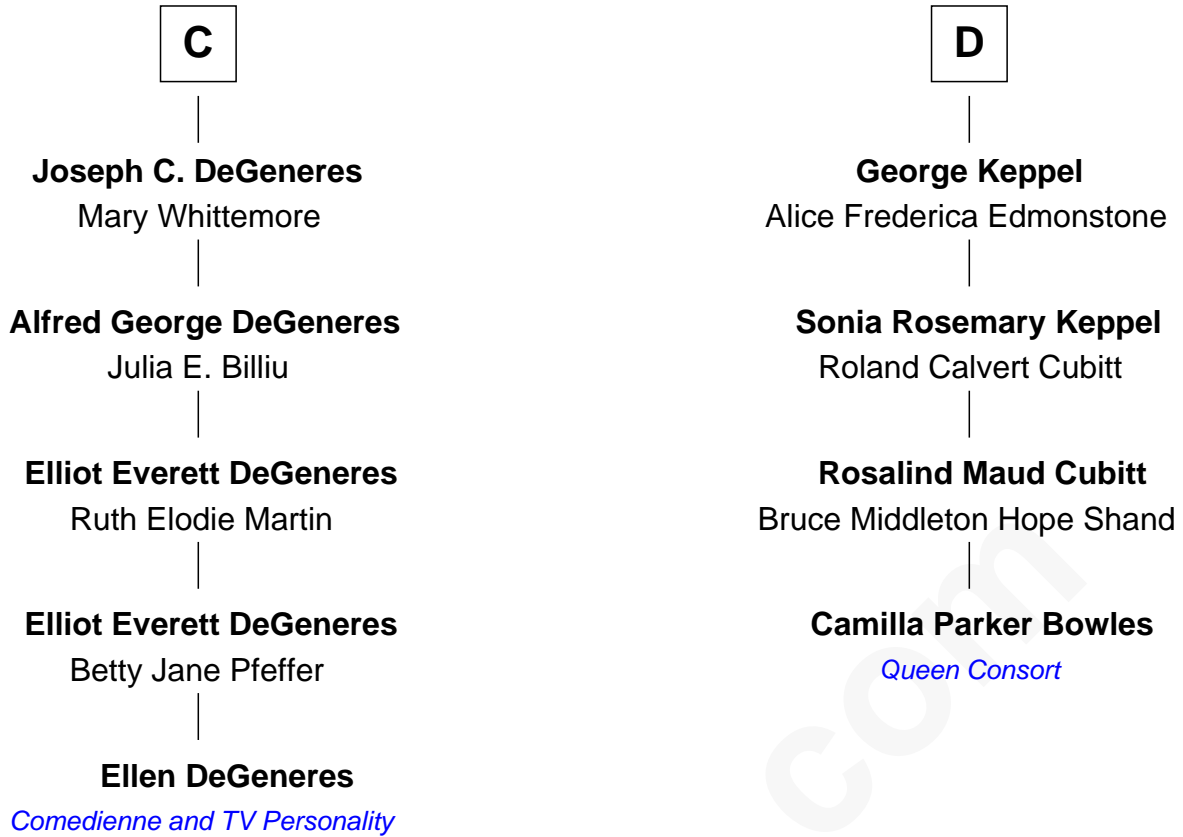 C
Joseph C. DeGeneres
Mary Whittemore
Alfred George DeGeneres
Julia E. Billiu
Elliot Everett DeGeneres
Ruth Elodie Martin
Elliot Everett DeGeneres
Betty Jane Pfeffer
Ellen DeGeneres
Comedienne and TV Personality
D
George Keppel
Alice Frederica Edmonstone
Sonia Rosemary Keppel
Roland Calvert Cubitt
Rosalind Maud Cubitt
Bruce Middleton Hope Shand
Camilla Parker Bowles
Queen Consort
com